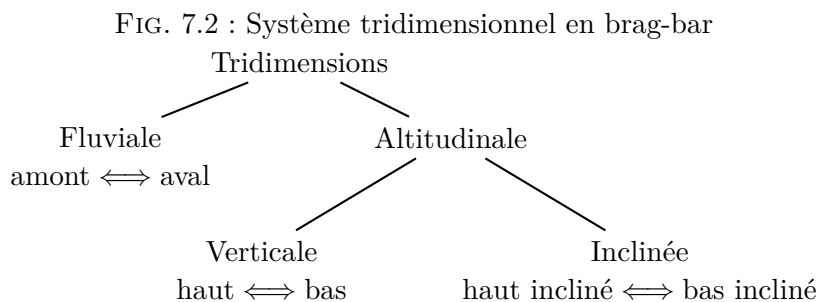 FIG. 7.2 : Système tridimensionnel en brag-bar
Tridimensions
Fluviale
Altitudinale
amont ⟺ aval
Verticale
Inclinée
haut ⟺ bas
haut incliné ⟺ bas incliné